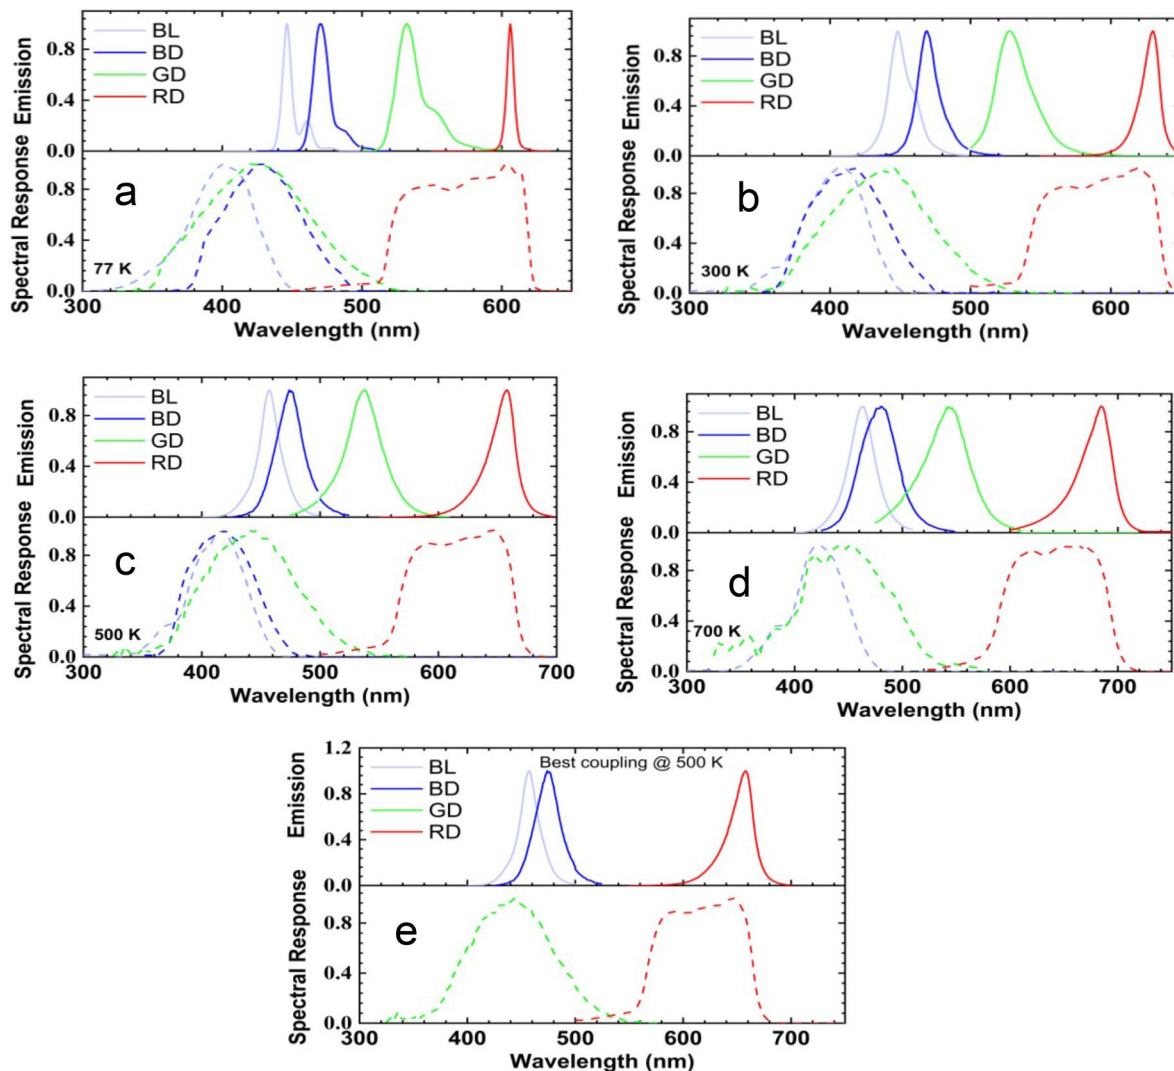 Emission
Spectral Response
BL
BD
GD
RD
0.8
0.4
0.0
0.8
0.4
0.0
a
77 K
300 400 500 600
Wavelength (nm)
Emission
Spectral Response
BL
BD
GD
RD
0.8
0.4
0.0
0.8
0.4
0.0
b
300 K
300 400 500 600
Wavelength (nm)
Emission
Spectral Response
BL
BD
GD
RD
0.8
0.4
0.0
0.8
0.4
0.0
c
500 K
300 400 500 600 700
Wavelength (nm)
Emission
Spectral Response
BL
BD
GD
RD
0.8
0.4
0.0
0.8
0.4
0.0
d
700 K
300 400 500 600 700
Wavelength (nm)
Emission
Spectral Response
Best coupling @ 500 K
BL
BD
GD
RD
1.2
0.8
0.4
0.0
0.8
0.4
0.0
e
300 400 500 600 700
Wavelength (nm)